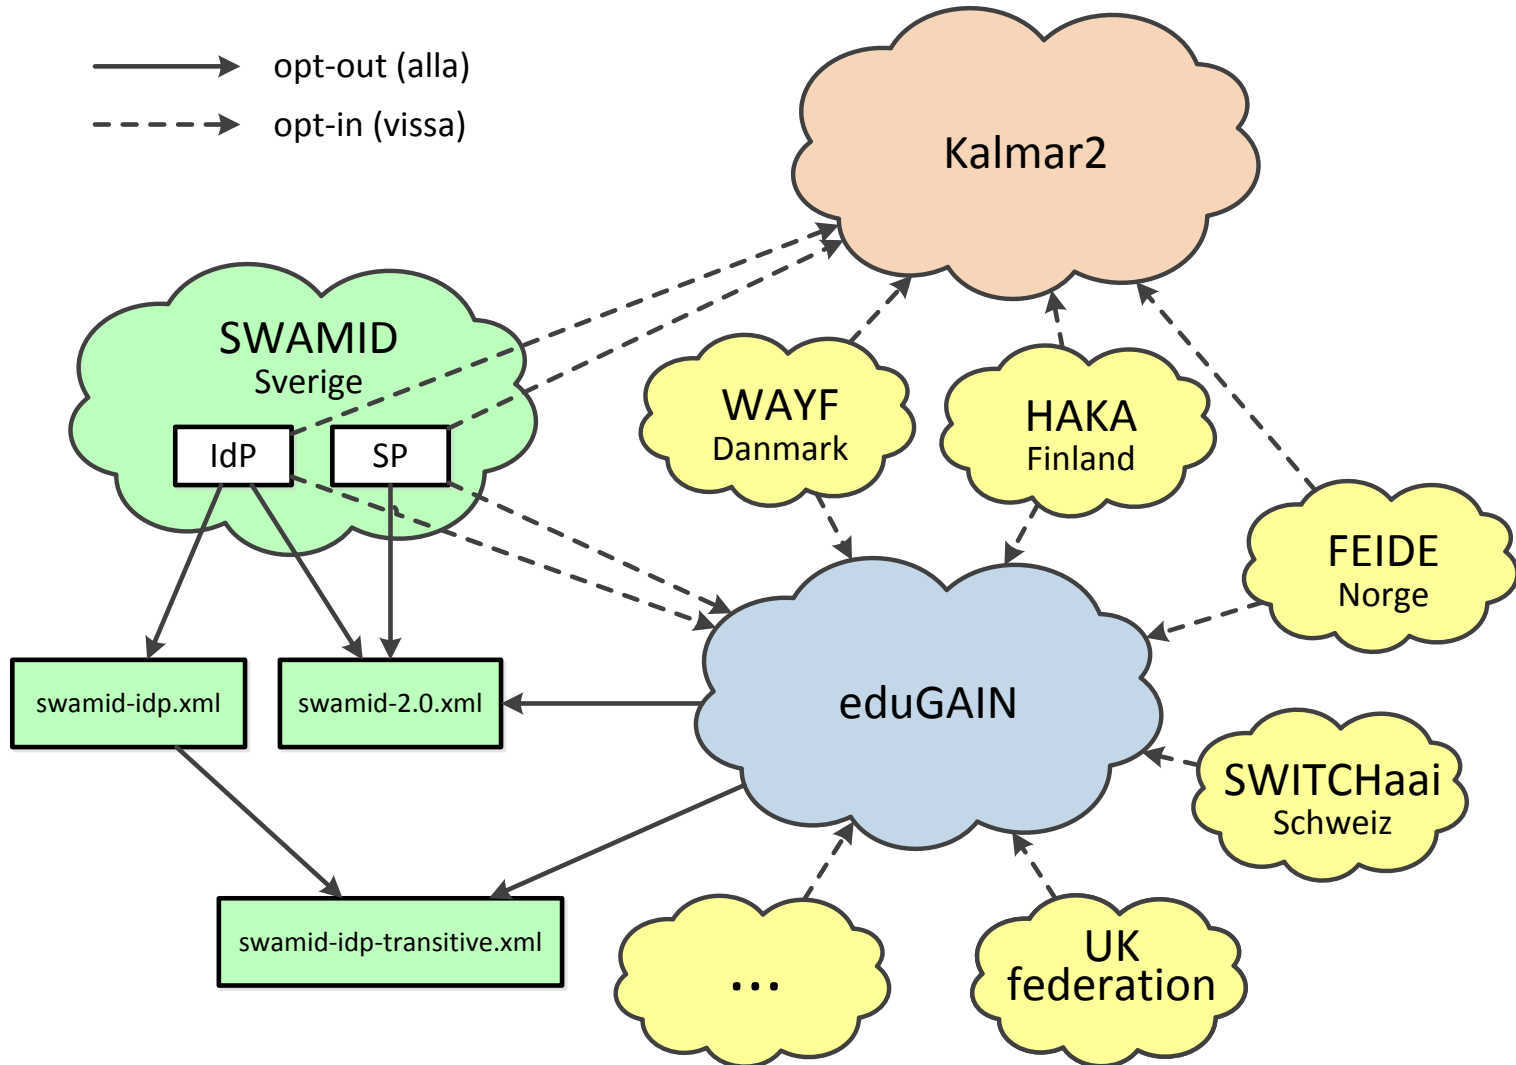 opt-out (alla)
opt-in (vissa)
Kalmar2
SWAMID
Sverige
IdP
SP
WAYF
Danmark
HAKA
Finland
FEIDE
Norge
swamid-idp.xml
swamid-2.0.xml
eduGAIN
SWITCHaai
Schweiz
swamid-idp-transitive.xml
...
UK
federation